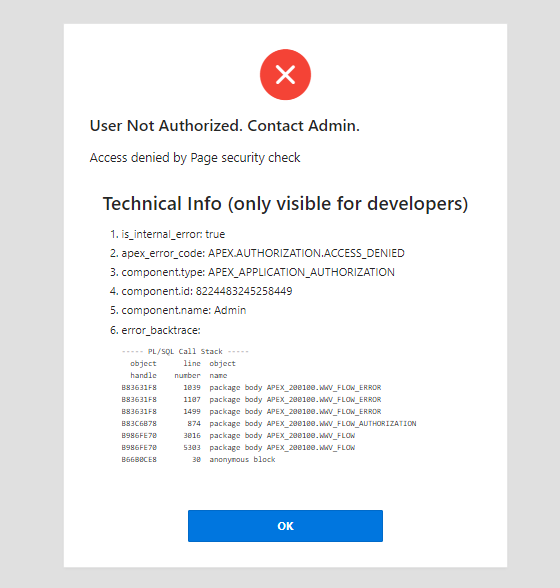 User Not Authorized. Contact Admin.
Access denied by Page security check
Technical Info (only visible for developers)
1. is_internal_error: true
2. apex_error_code: APEX.AUTHORIZATION.ACCESS_DENIED
3. component.type: APEX_APPLICATION_AUTHORIZATION
4. component.id: 8224483245258449
5. component.name: Admin
6. error_backtrace:
----- PL/SQL Call Stack -----
object line object
handle number name
B83631F8 1039 package body APEX_200100.WWV_FLOW_ERROR
B83631F8 1107 package body APEX_200100.WWV_FLOW_ERROR
B83631F8 1499 package body APEX_200100.WWV_FLOW_ERROR
B83C6B78 874 package body APEX_200100.WWV_FLOW_AUTHORIZATION
B986FE70 3016 package body APEX_200100.WWV_FLOW
B986FE70 5303 package body APEX_200100.WWV_FLOW
B66B0CE8 30 anonymous block
OK